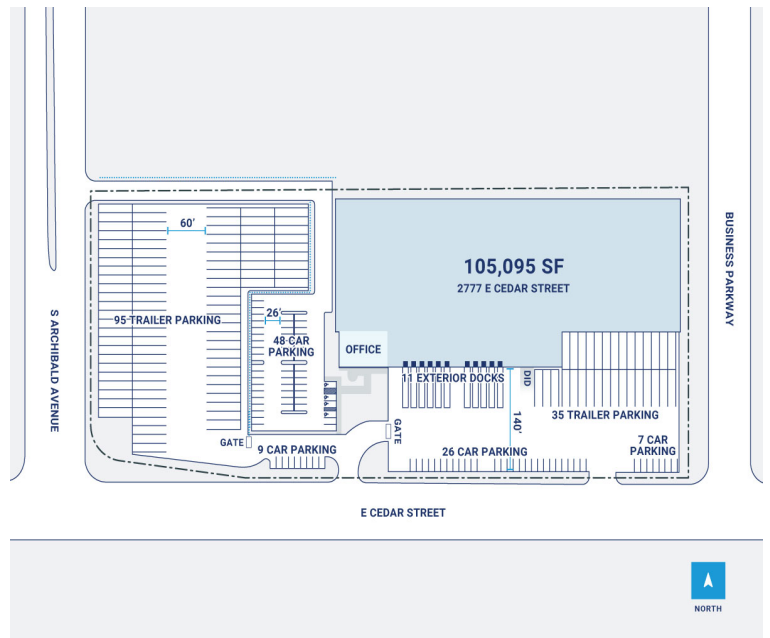 60'
105,095 SF
2777 E CEDAR STREET
BUSINESS PARKWAY
S ARCHIBALD AVENUE
95 TRAILER PARKING
26'
48 CAR
PARKING
OFFICE
11 EXTERIOR DOCKS
DID
140'
35 TRAILER PARKING
GATE
9 CAR PARKING
GATE
26 CAR PARKING
7 CAR
PARKING
E CEDAR STREET
NORTH